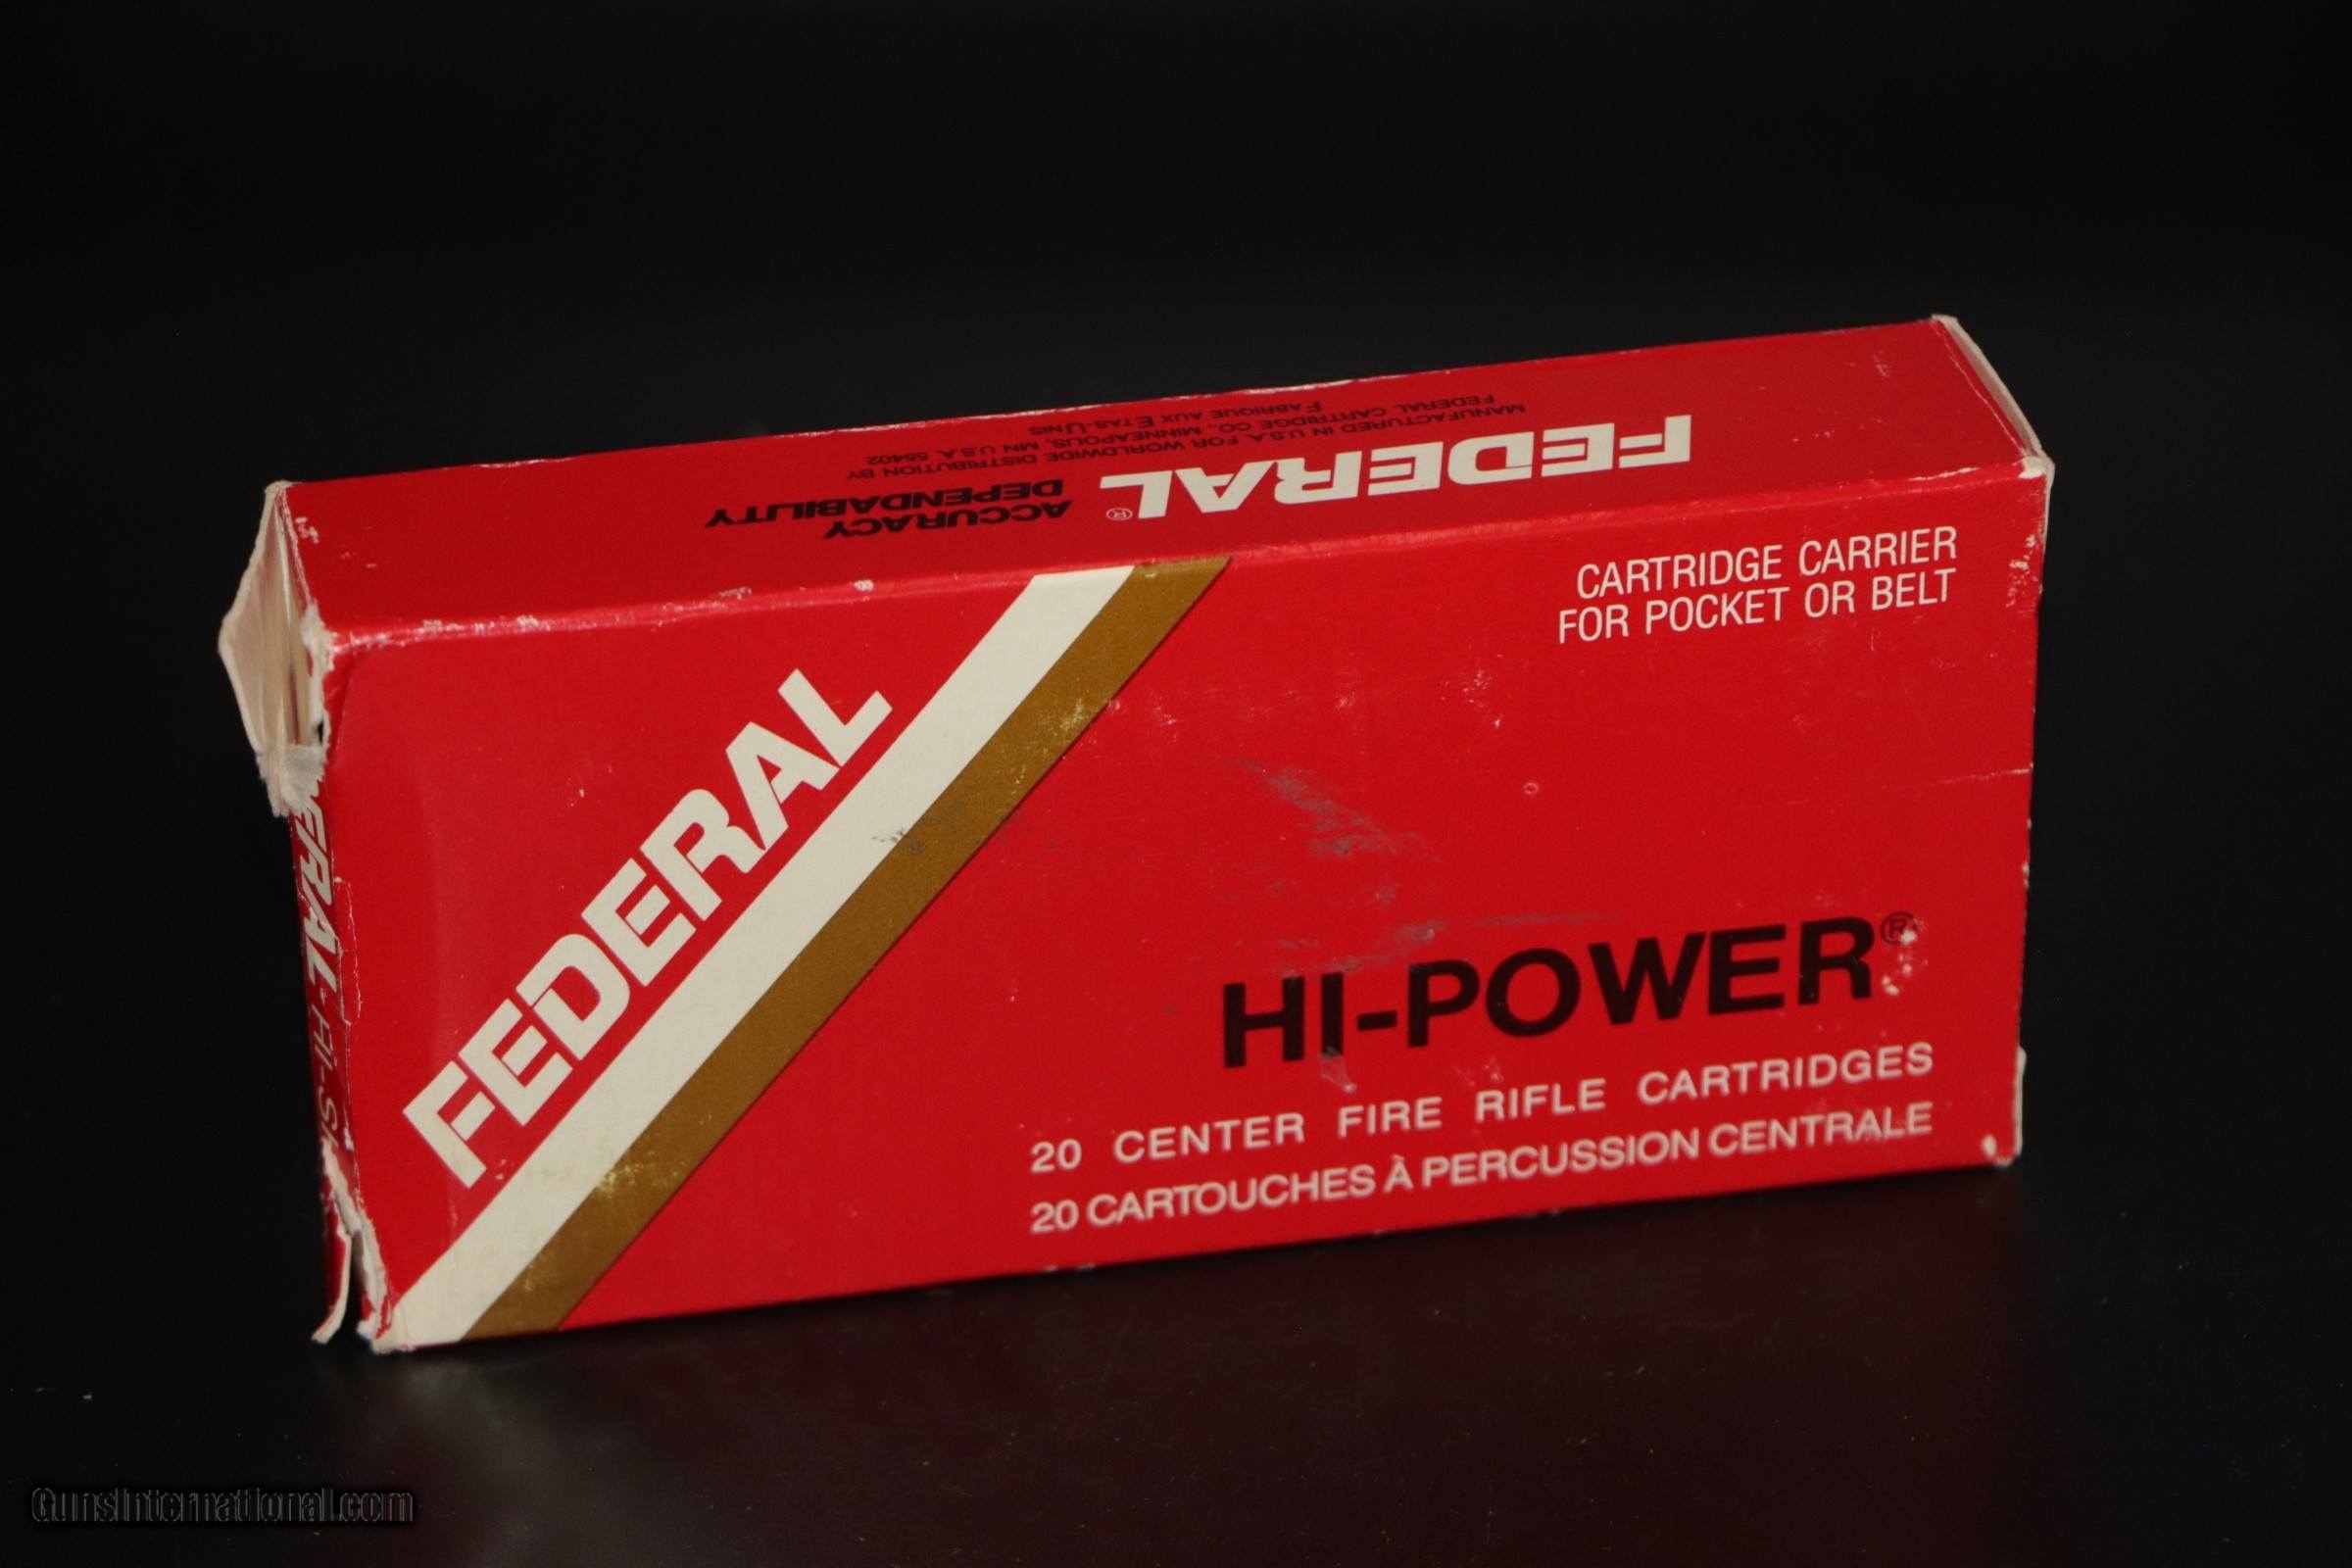 FEDERAL®
ACCURACY
DEPENDABILITY
MANUFACTURED IN U.S.A. FOR WORLDWIDE DISTRIBUTION BY
FEDERAL CARTRIDGE CO., MINNEAPOLIS, MN U.S.A. 55402
FABRIQUE AUX ETAS-UNIS
CARTRIDGE CARRIER
FOR POCKET OR BELT
FEDERAL
HI-POWER®
20 CENTER FIRE RIFLE CARTRIDGES
20 CARTOUCHES À PERCUSSION CENTRALE
GunsInternational.com